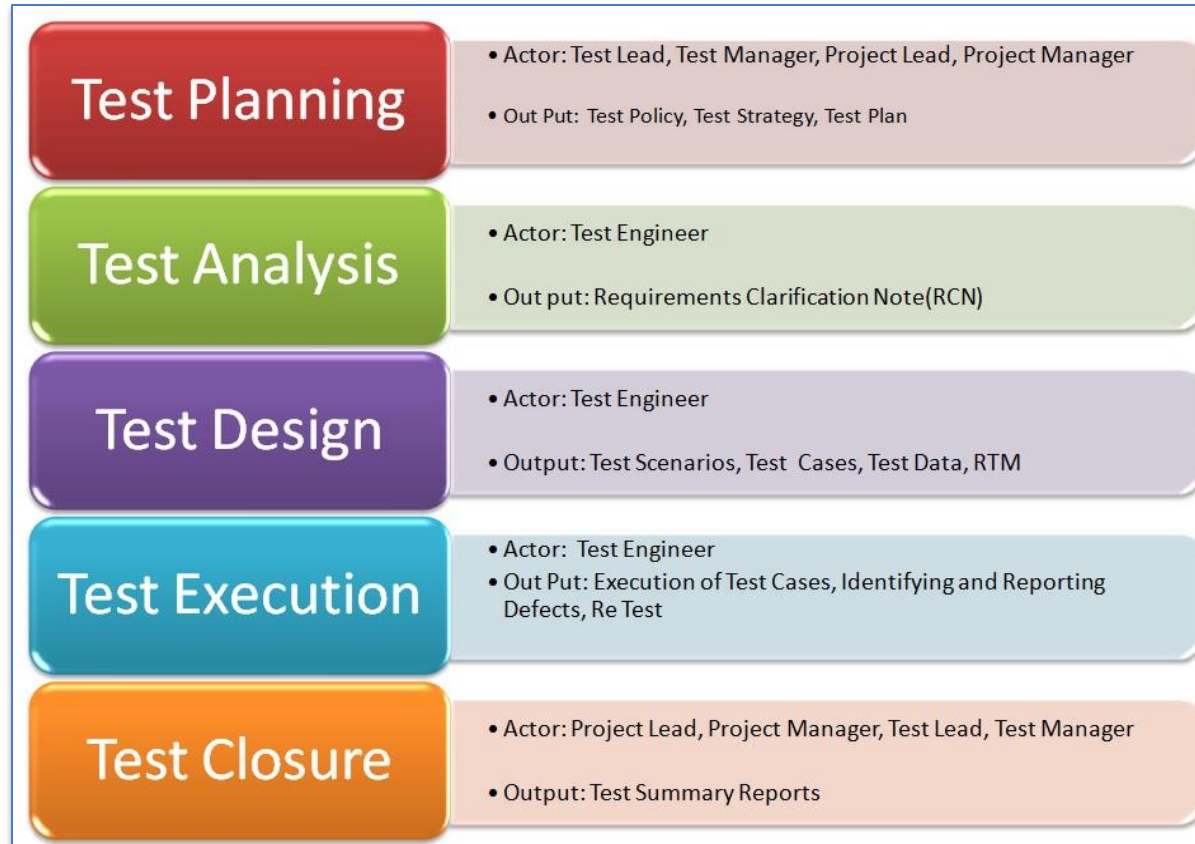 Test Planning
• Actor: Test Lead, Test Manager, Project Lead, Project Manager
• Out Put: Test Policy, Test Strategy, Test Plan
Test Analysis
• Actor: Test Engineer
• Out put: Requirements Clarification Note(RCN)
Test Design
• Actor: Test Engineer
• Output: Test Scenarios, Test Cases, Test Data, RTM
Test Execution
• Actor: Test Engineer
• Out Put: Execution of Test Cases, Identifying and Reporting
Defects, Re Test
Test Closure
• Actor: Project Lead, Project Manager, Test Lead, Test Manager
• Output: Test Summary Reports